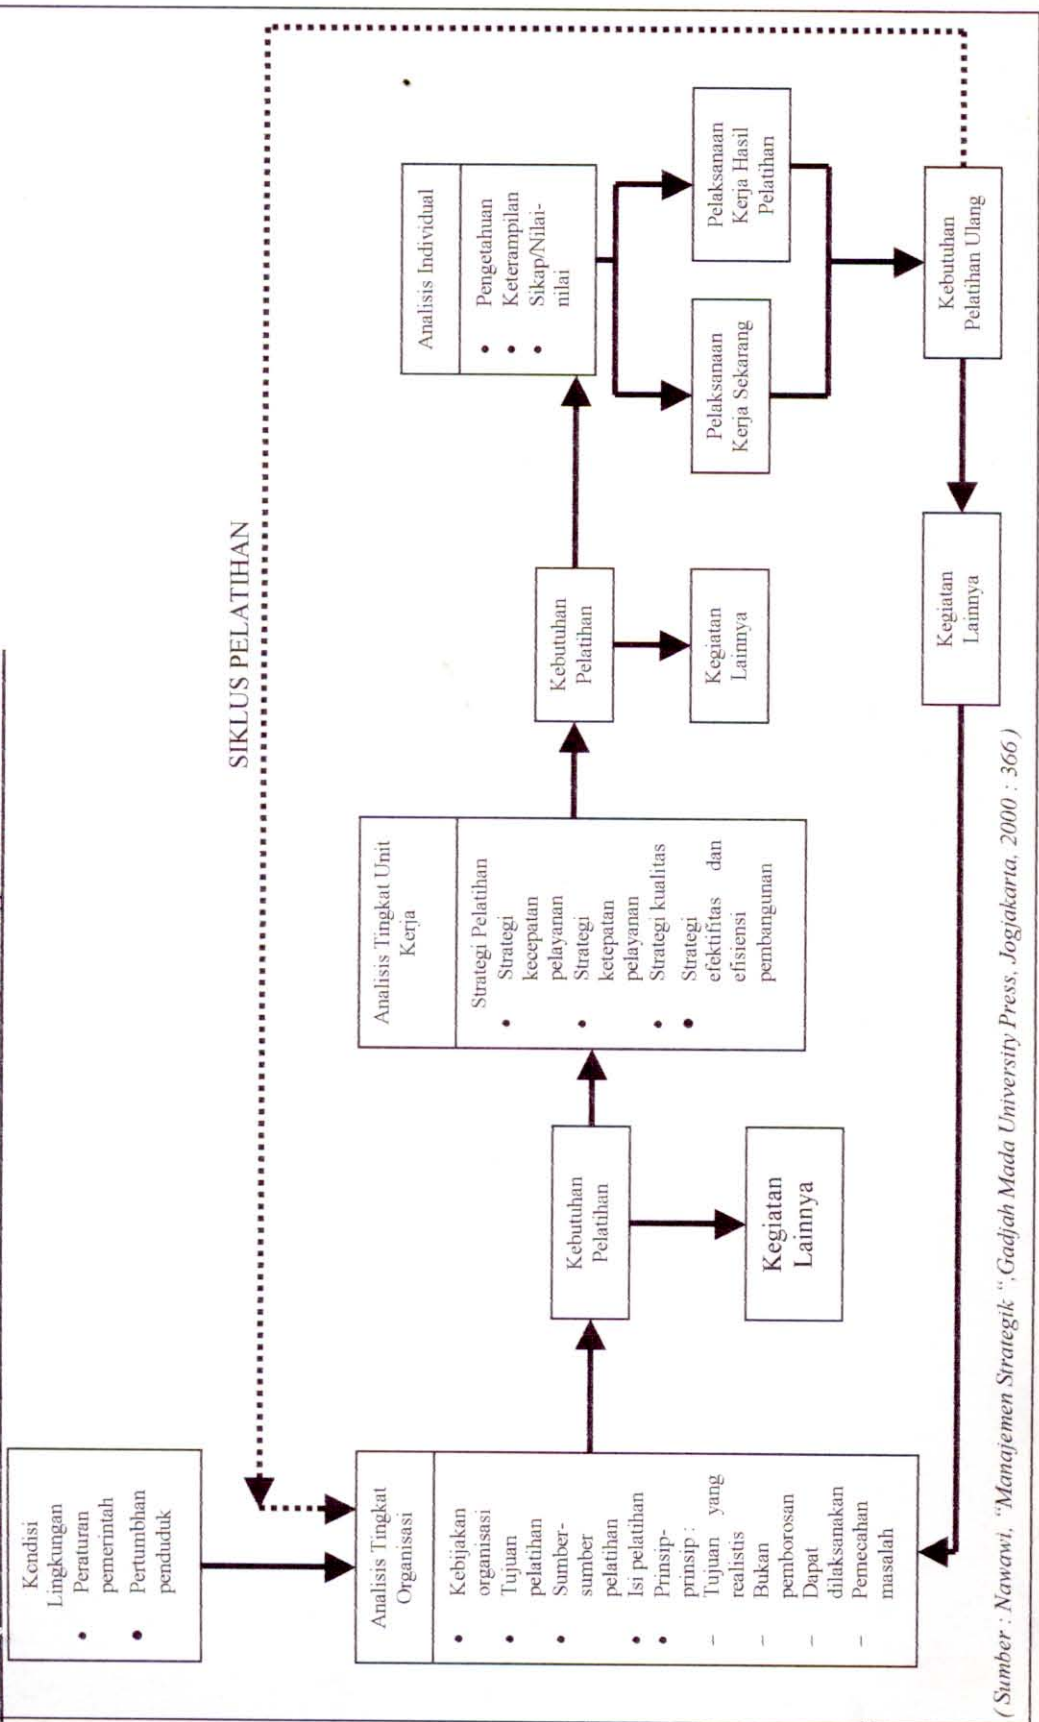 SIKLUS PELATIHAN
Kondisi
Lingkungan
• Peraturan
pemerintah
• Pertumbhan
penduduk
Analisis Tingkat
Organisasi
• Kebijakan
organisasi
• Tujuan
pelatihan
• Sumber-
sumber
pelatihan
• Isi pelatihan
• Prinsip-
prinsip :
– Tujuan yang
realistis
– Bukan
pemborosan
– Dapat
dilaksanakan
– Pemecahan
masalah
Kebutuhan
Pelatihan
Kegiatan
Lainnya
Analisis Tingkat Unit
Kerja
Strategi Pelatihan
• Strategi
kecepatan
pelayanan
• Strategi
ketepatan
pelayanan
• Strategi kualitas
• Strategi
efektifitas dan
efisiensi
pembangunan
Kebutuhan
Pelatihan
Kegiatan
Lainnya
Analisis Individual
• Pengetahuan
• Keterampilan
• Sikap/Nilai-
nilai
Pelaksanaan
Kerja Sekarang
Pelaksanaan
Kerja Hasil
Pelatihan
Kebutuhan
Pelatihan Ulang
Kegiatan
Lainnya
( Sumber : Nawawi, "Manajemen Strategik ",Gadjah Mada University Press, Jogjakarta, 2000 : 366)